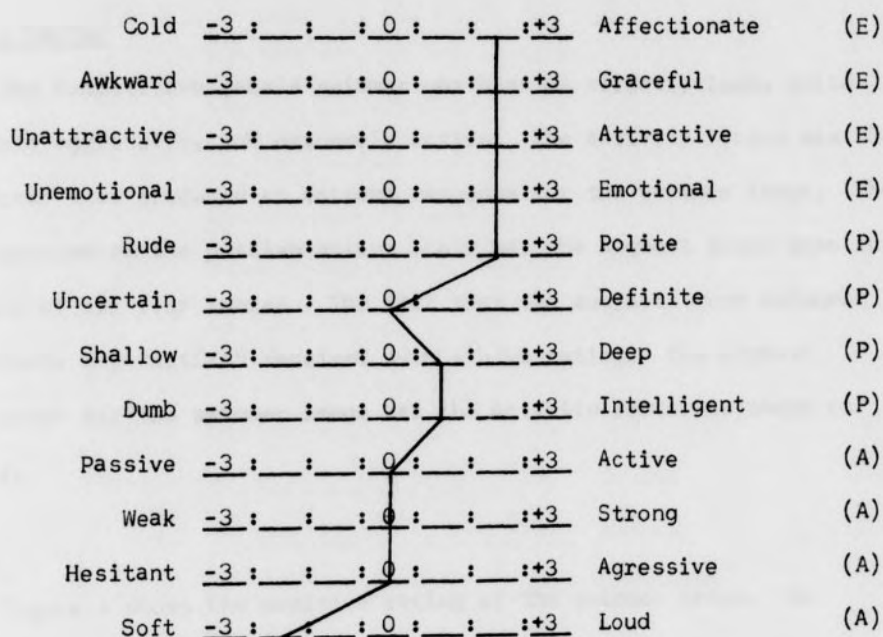 Cold -3: : :0: : :+3 Affectionate (E)
Awkward -3: : :0: : :+3 Graceful (E)
Unattractive -3: : :0: : :+3 Attractive (E)
Unemotional -3: : :0: : :+3 Emotional (E)
Rude -3: : :0: : :+3 Polite (P)
Uncertain -3: : :0: : :+3 Definite (P)
Shallow -3: : :0: : :+3 Deep (P)
Dumb -3: : :0: : :+3 Intelligent (P)
Passive -3: : :0: : :+3 Active (A)
Weak -3: : :0: : :+3 Strong (A)
Hesitant -3: : :0: : :+3 Agressive (A)
Soft -3: : :0: : :+3 Loud (A)